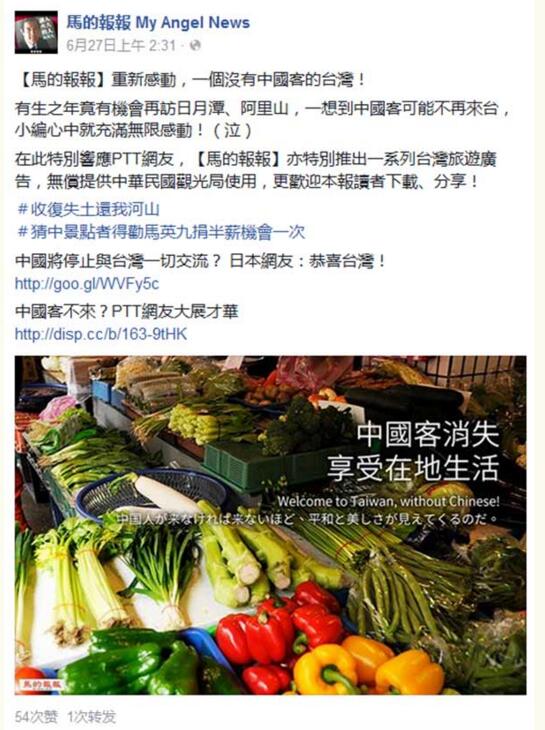 馬的報報 My Angel News
6月27日上午 2:31
【馬的報報】重新感動，一個沒有中國客的台灣！
有生之年竟有機會再訪日月潭、阿里山，一想到中國客可能不再來台，
小編心中就充滿無限感動！（泣）
在此特別響應PTT網友，【馬的報報】亦特別推出一系列台灣旅遊廣
告，無償提供中華民國觀光局使用，更歡迎本報讀者下載、分享！
＃收復失土還我河山
＃猜中景點者得勸馬英九捐半薪機會一次
中國將停止與台灣一切交流？ 日本網友：恭喜台灣！
http://goo.gl/WVFy5c
中國客不來？PTT網友大展才華
http://disp.cc/b/163-9tHK
中國客消失
享受在地生活
Welcome to Taiwan, without Chinese!
中国人が来なければ来ないほど、平和と美しさが見えてくるのだ。
馬的報報
54次赞 1次转发